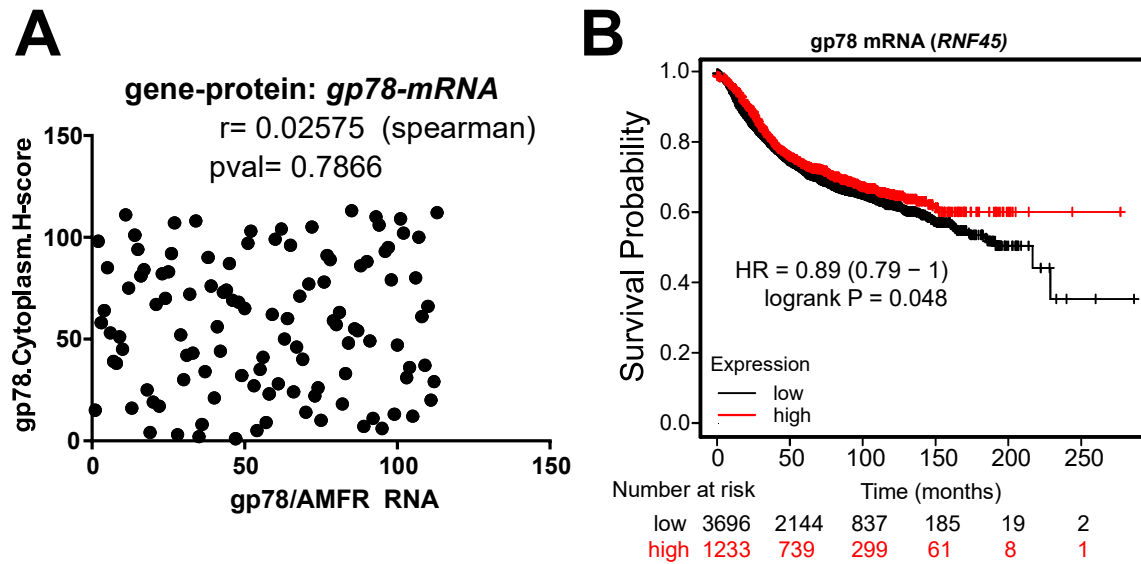 A
gene-protein: gp78-mRNA
r= 0.02575 (spearman)
pval= 0.7866
gp78.Cytoplasm.H-score
150
100
50
0
0 50 100 150
gp78/AMFR RNA
B
gp78 mRNA (RNF45)
Survival Probability
1.0
0.8
0.6
0.4
0.2
0.0
HR = 0.89 (0.79 − 1)
logrank P = 0.048
Expression
low
high
0 50 100 150 200 250
Number at risk Time (months)
low 3696 2144 837 185 19 2
high 1233 739 299 61 8 1